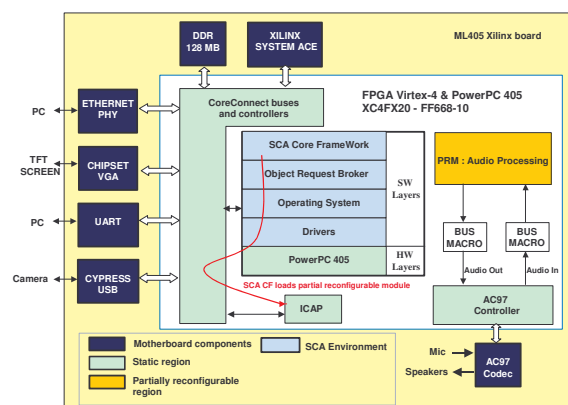 ML405 Xilinx board
DDR
128 MB
XILINX
SYSTEM ACE
FPGA Virtex-4 & PowerPC 405
XC4FX20 - FF668-10
CoreConnect buses
and controllers
PC
ETHERNET
PHY
TFT
SCREEN
CHIPSET
VGA
PC
UART
Camera
CYPRESS
USB
SCA Core FrameWork
Object Request Broker
Operating System
Drivers
PowerPC 405
SW
Layers
HW
Layers
SCA CF loads partial reconfigurable module
ICAP
PRM : Audio Processing
BUS
MACRO
BUS
MACRO
Audio Out
Audio In
AC97
Controller
Mic
Speakers
AC97
Codec
Motherboard components
Static region
Partially reconfigurable
region
SCA Environment